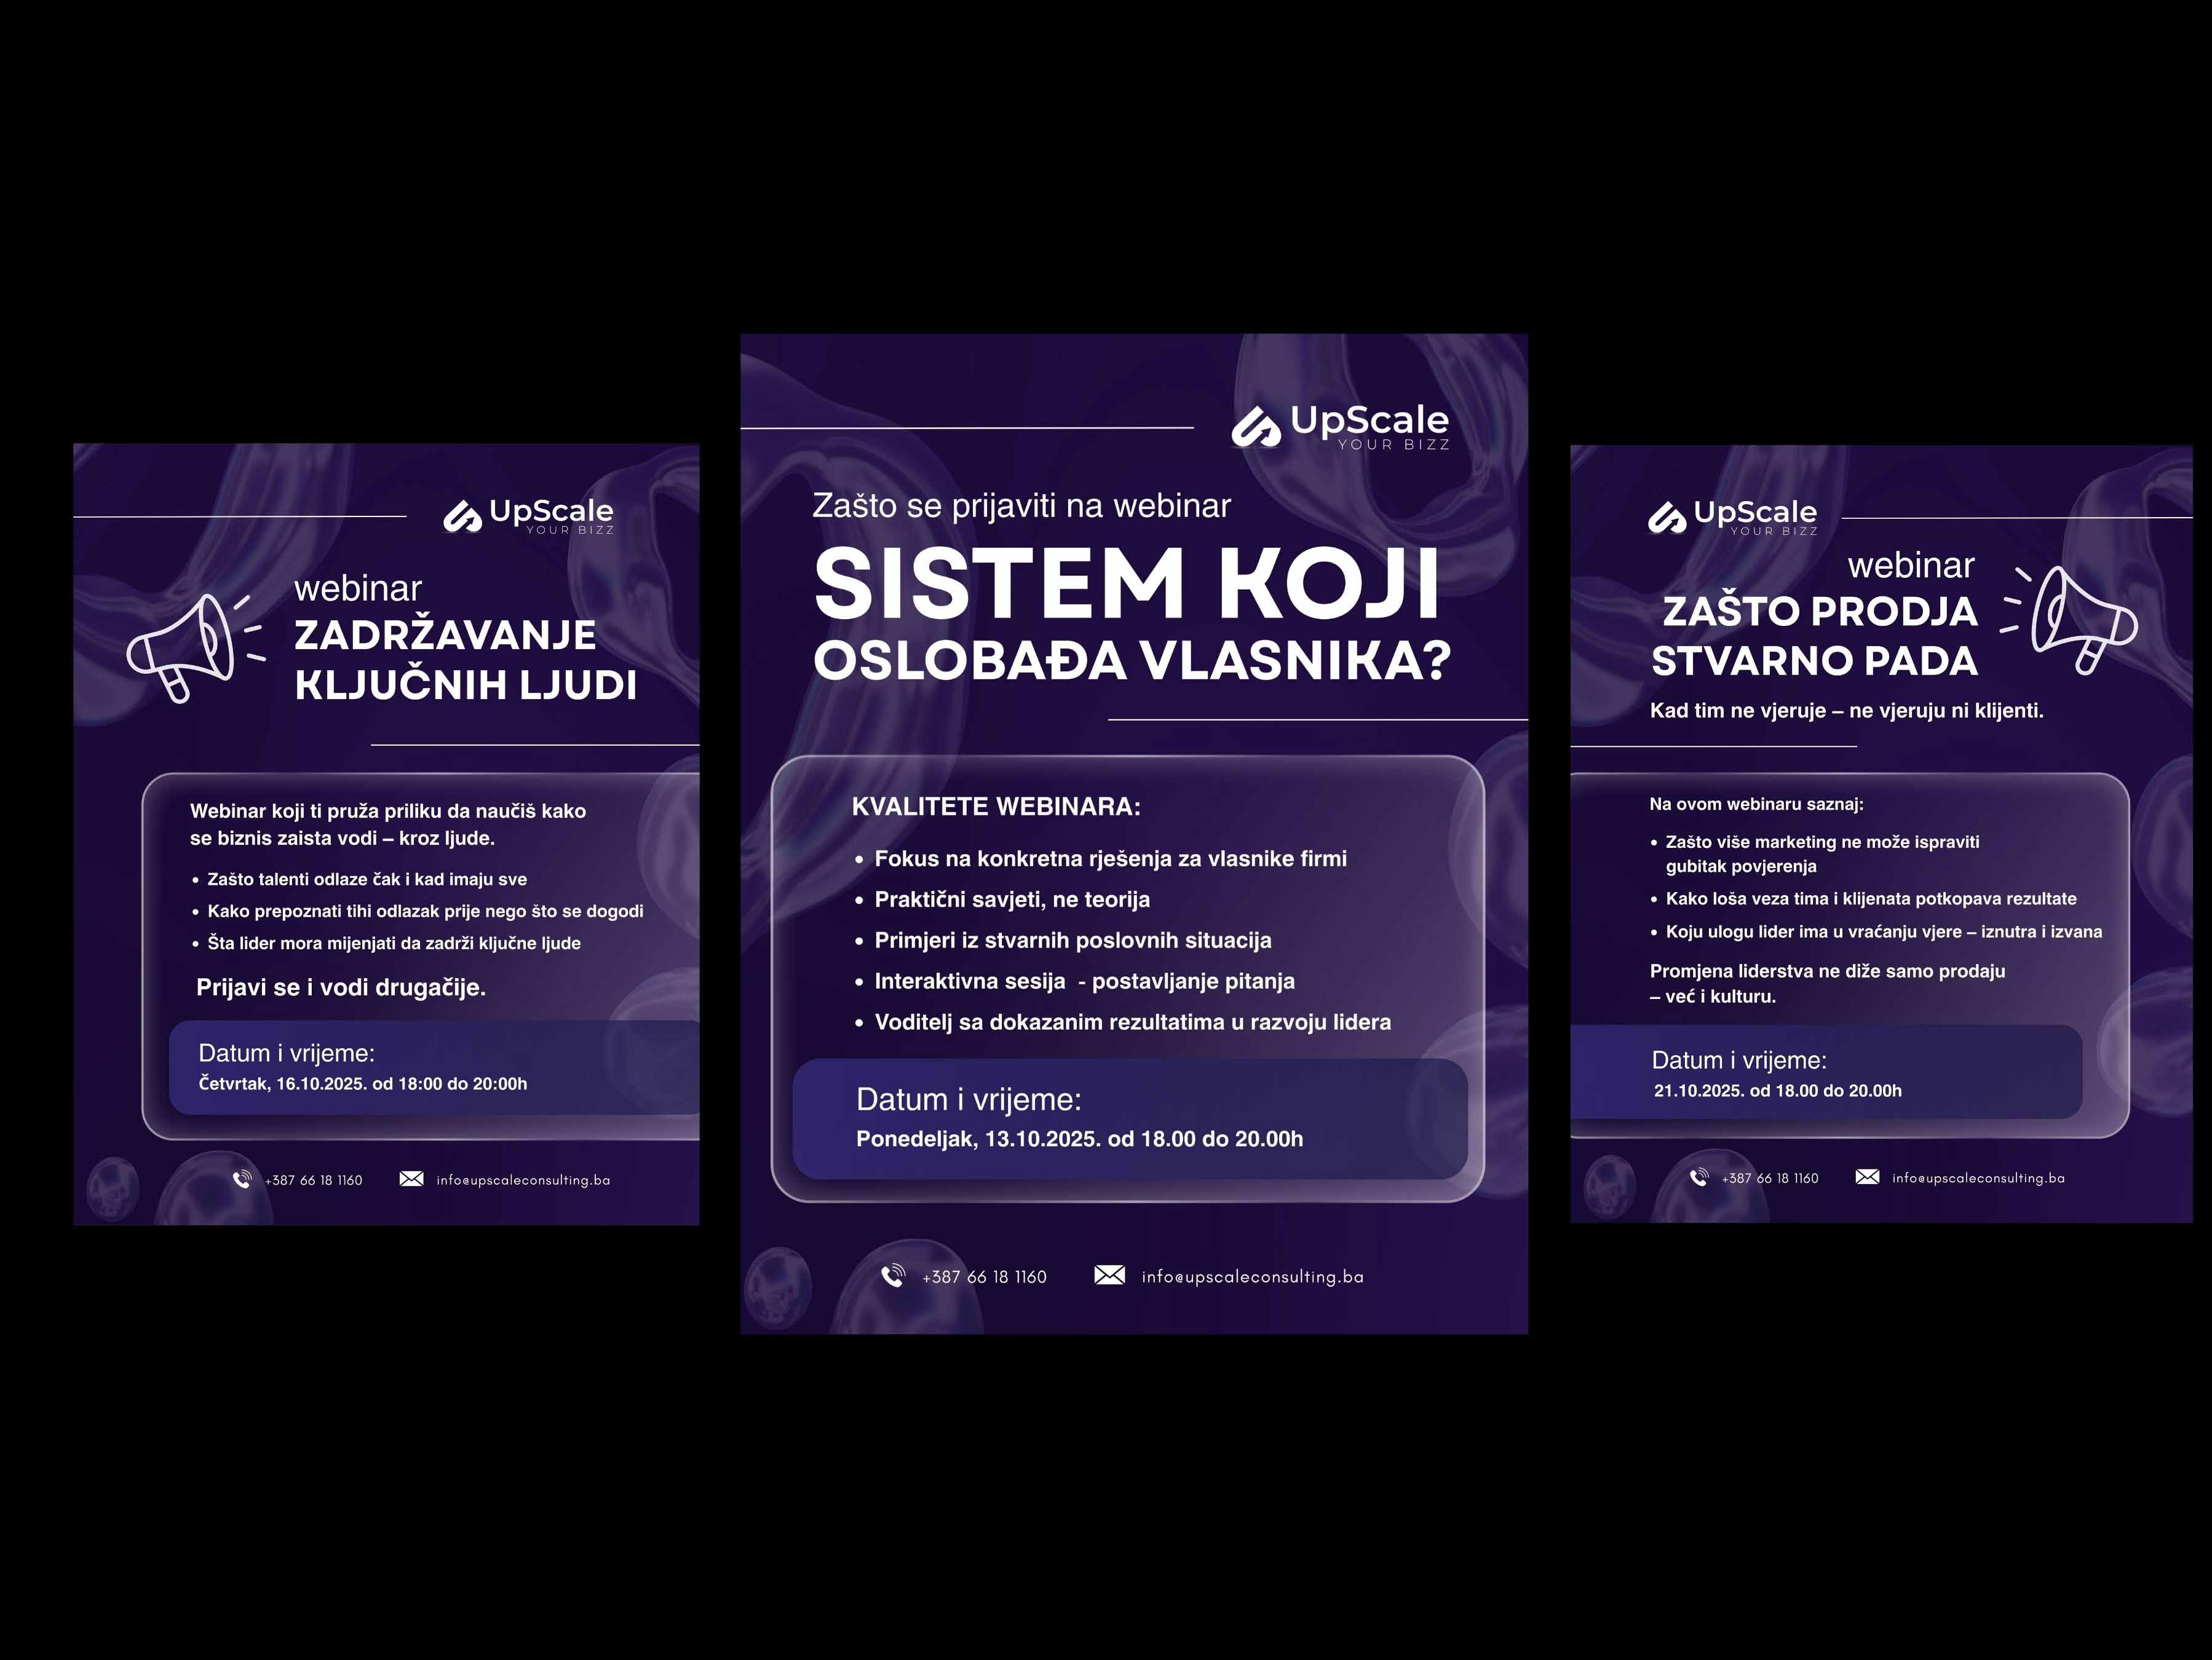 UpScale
YOUR BIZZ
webinar
ZADRŽAVANJE
KLJUČNIH LJUDI
Webinar koji ti pruža priliku da naučiš kako
se biznis zaista vodi – kroz ljude.
• Zašto talenti odlaze čak i kad imaju sve
• Kako prepoznati tihi odlazak prije nego što se dogodi
• Šta lider mora mijenjati da zadrži ključne ljude
Prijavi se i vodi drugačije.
Datum i vrijeme:
Četvrtak, 16.10.2025. od 18:00 do 20:00h
+387 66 18 1160 info@upscaleconsulting.ba
UpScale
YOUR BIZZ
Zašto se prijaviti na webinar
SISTEM KOJI
OSLOBAĐA VLASNIKA?
KVALITETE WEBINARA:
• Fokus na konkretna rješenja za vlasnike firmi
• Praktični savjeti, ne teorija
• Primjeri iz stvarnih poslovnih situacija
• Interaktivna sesija - postavljanje pitanja
• Voditelj sa dokazanim rezultatima u razvoju lidera
Datum i vrijeme:
Ponedeljak, 13.10.2025. od 18.00 do 20.00h
+387 66 18 1160 info@upscaleconsulting.ba
UpScale
YOUR BIZZ
webinar
ZAŠTO PRODJA
STVARNO PADA
Kad tim ne vjeruje – ne vjeruju ni klijenti.
Na ovom webinaru saznaj:
• Zašto više marketing ne može ispraviti
gubitak povjerenja
• Kako loša veza tima i klijenata potkopava rezultate
• Koju ulogu lider ima u vraćanju vjere – iznutra i izvana
Promjena liderstva ne diže samo prodaju
– već i kulturu.
Datum i vrijeme:
21.10.2025. od 18.00 do 20.00h
+387 66 18 1160 info@upscaleconsulting.ba